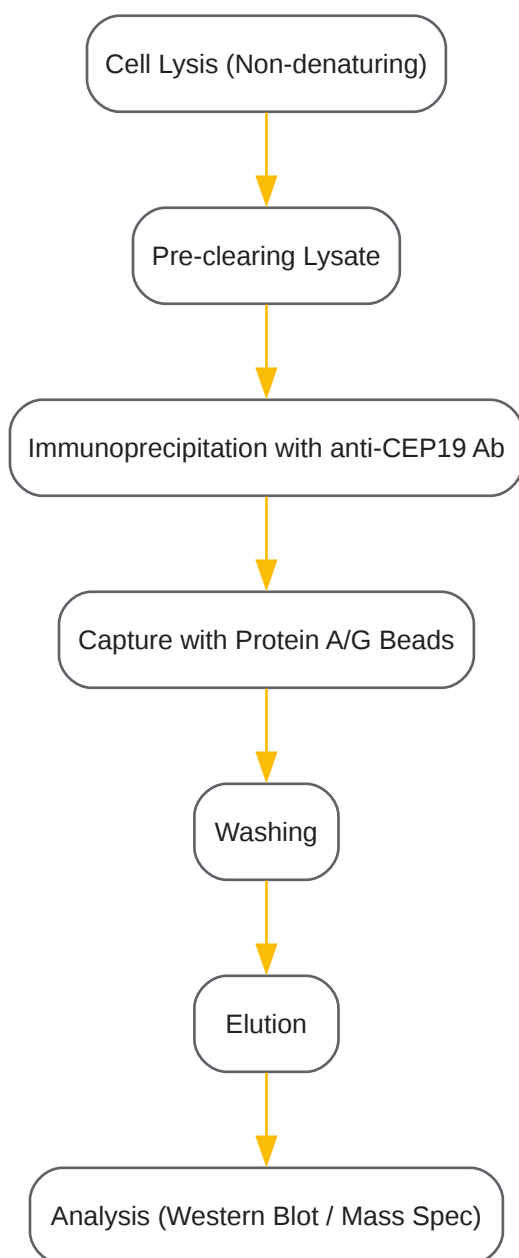 Cell Lysis (Non-denaturing)
Pre-clearing Lysate
Immunoprecipitation with anti-CEP19 Ab
Capture with Protein A/G Beads
Washing
Elution
Analysis (Western Blot / Mass Spec)